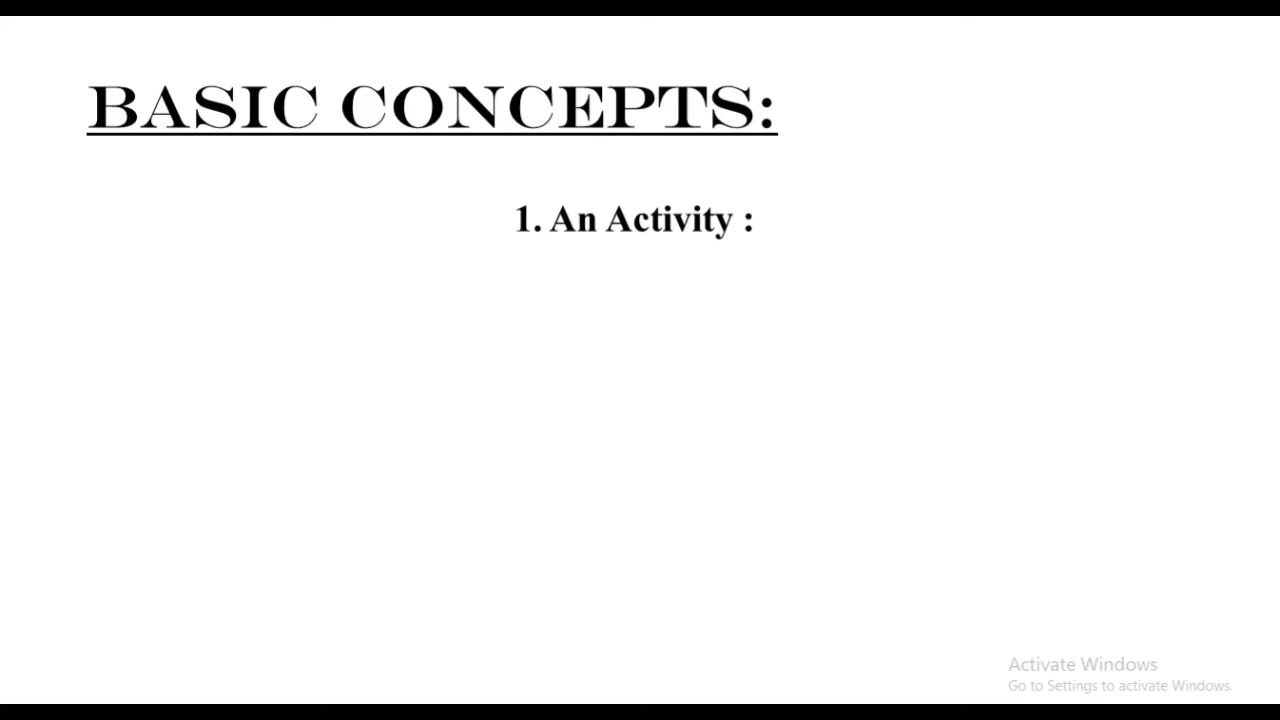 BASIC CONCEPTS:
1. An Activity :
Activate Windows
Go to Settings to activate Windows.